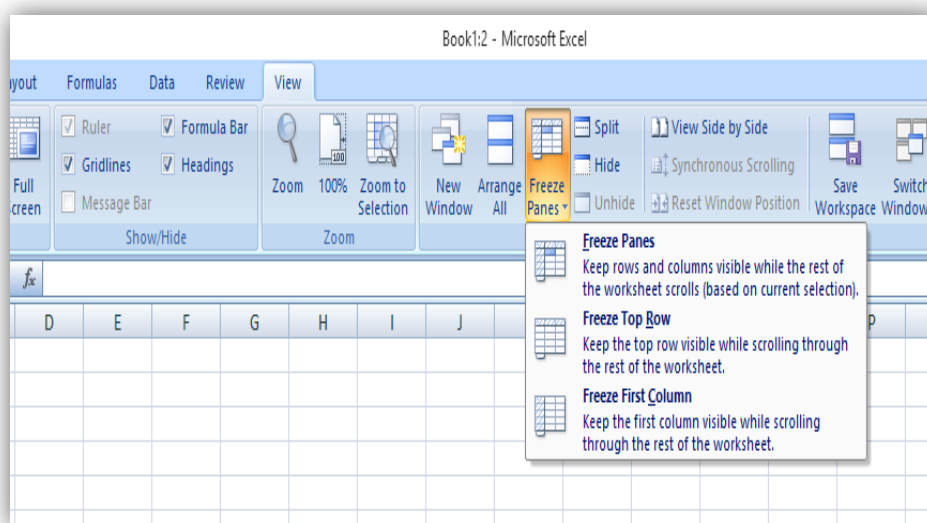 Book1:2 - Microsoft Excel
yout Formulas Data Review View
Ruler Formula Bar
Gridlines Headings
Message Bar
Show/Hide
Full
creen
Zoom 100% Zoom to
Selection
Zoom
New
Window
Arrange
All
Freeze
Panes
Split
Hide
Unhide
View Side by Side
Synchronous Scrolling
Reset Window Position
Save
Workspace
Switch
Window
100
Freeze Panes
Keep rows and columns visible while the rest of
the worksheet scrolls (based on current selection).
Freeze Top Row
Keep the top row visible while scrolling through
the rest of the worksheet.
Freeze First Column
Keep the first column visible while scrolling
through the rest of the worksheet.
fx
D E F G H I J P